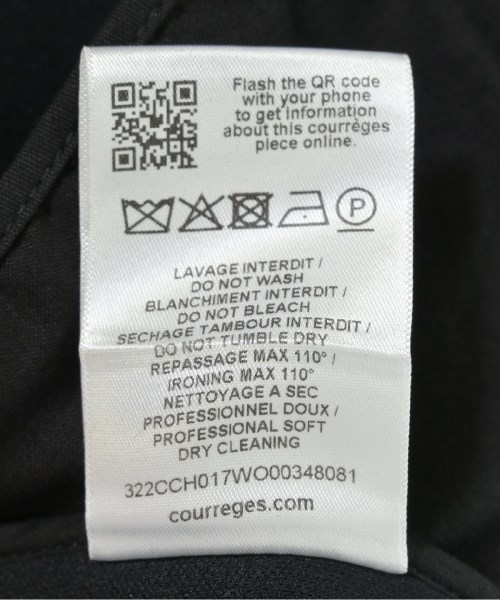 Flash the QR code
with your phone
to get information
about this courrèges
piece online.
P
LAVAGE INTERDIT /
DO NOT WASH
BLANCHIMENT INTERDIT /
DO NOT BLEACH
SECHAGE TAMBOUR INTERDIT /
DO NOT TUMBLE DRY
REPASSAGE MAX 110° /
IRONING MAX 110°
NETTOYAGE A SEC
PROFESSIONNEL DOUX /
PROFESSIONAL SOFT
DRY CLEANING
322CCH017WO00348081
courreges.com